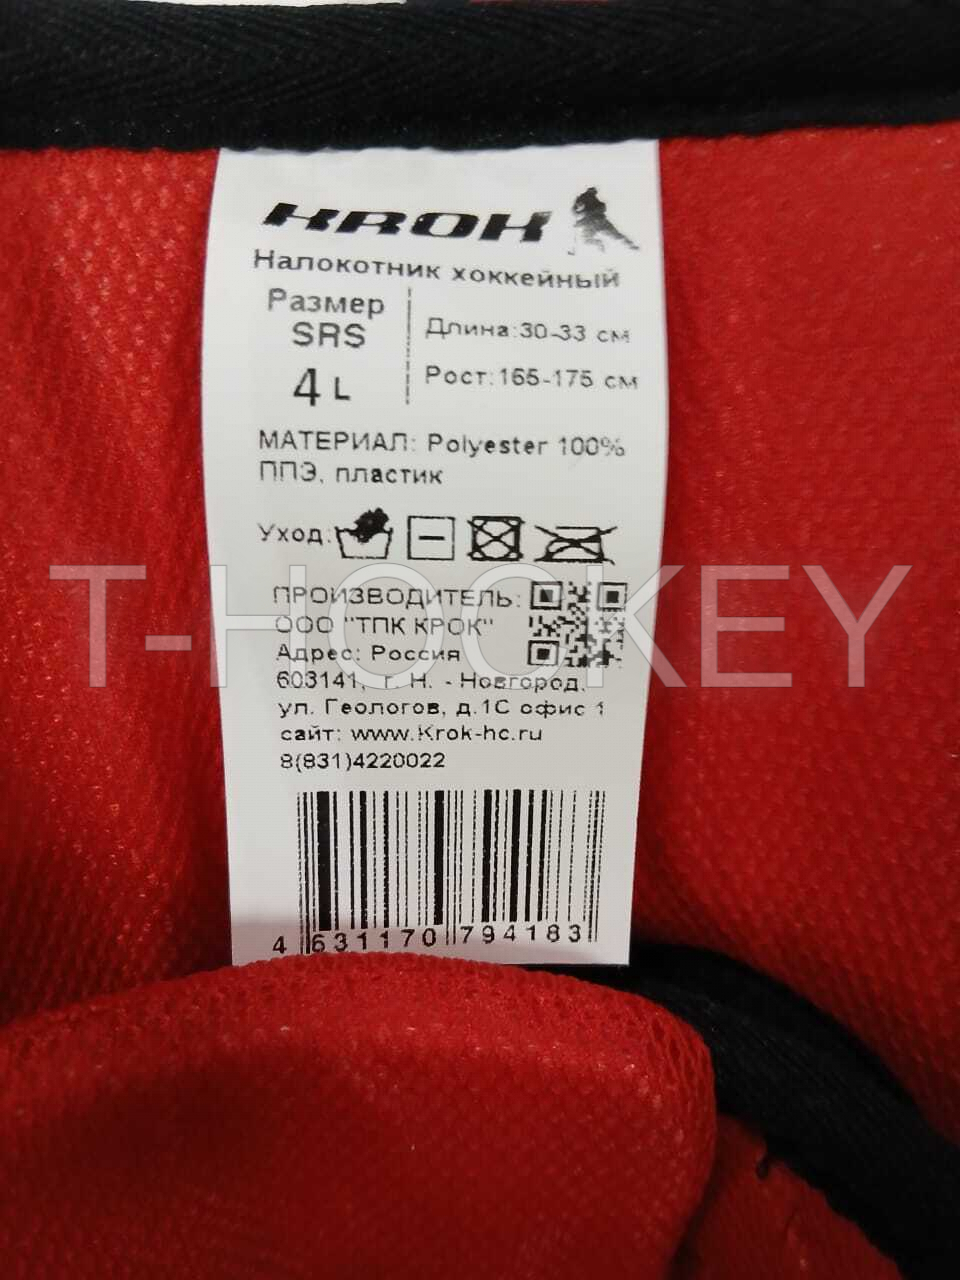 KROK
Налокотник хоккейный
Размер
SRS
4 L
Длина:30-33 см
Рост:165-175 см
МАТЕРИАЛ: Polyester 100%
ППЭ, пластик
Уход:
T-HOCKEY
ПРОИЗВОДИТЕЛЬ:
ООО "ТПК КРОК"
Адрес: Россия
603141, г. Н. - Новгород,
ул. Геологов, д.1С офис 1
сайт: www.Krok-hc.ru
8(831)4220022
4 631170 794183